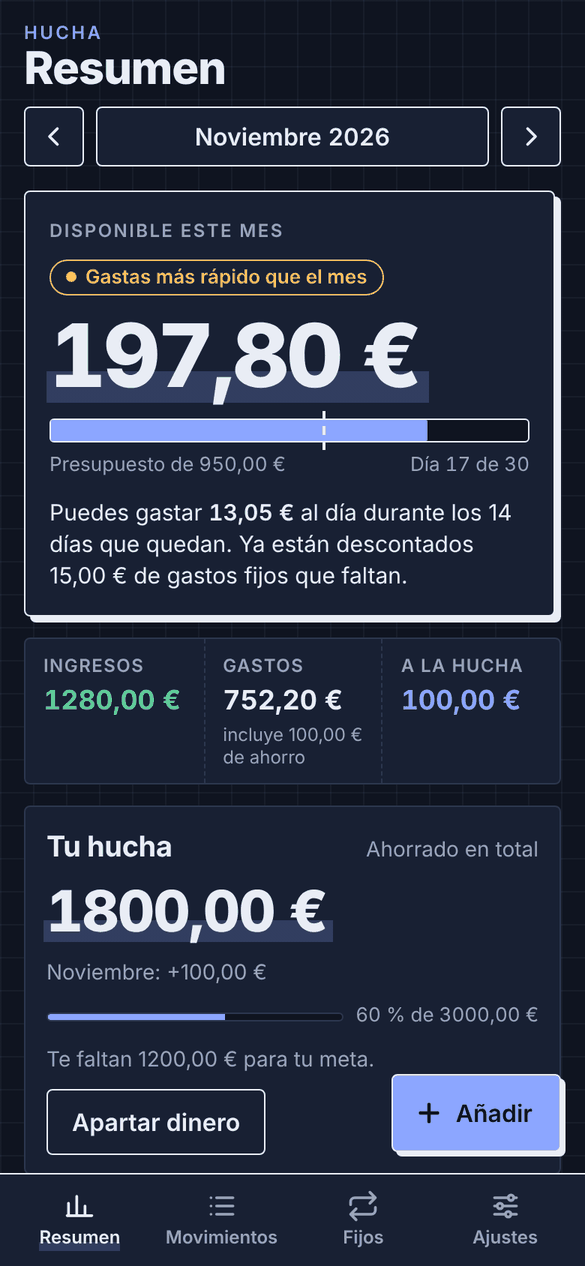 HUCHA
Resumen
Noviembre 2026
DISPONIBLE ESTE MES
Gastas más rápido que el mes
197,80 €
Presupuesto de 950,00 €
Día 17 de 30
Puedes gastar 13,05 € al día durante los 14
días que quedan. Ya están descontados
15,00 € de gastos fijos que faltan.
INGRESOS
1280,00 €
GASTOS
752,20 €
incluye 100,00 €
de ahorro
A LA HUCHA
100,00 €
Tu hucha
Ahorrado en total
1800,00 €
Noviembre: +100,00 €
60 % de 3000,00 €
Te faltan 1200,00 € para tu meta.
Apartar dinero
+ Añadir
Resumen
Movimientos
Fijos
Ajustes